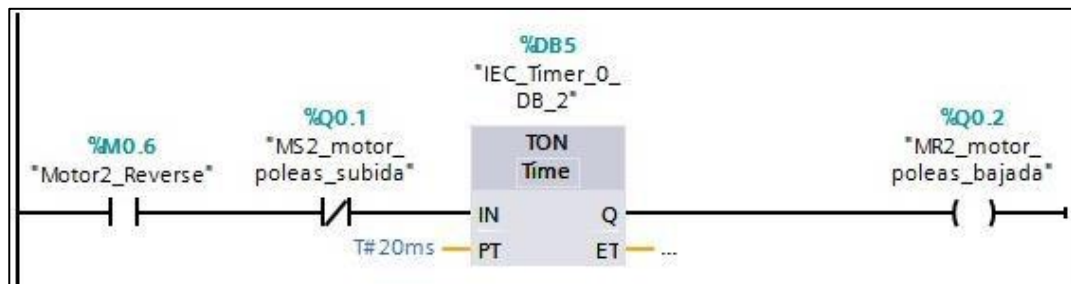 %DB5
"IEC_Timer_0_
DB_2"
%Q0.1
%Q0.2
%M0.6
"MS2_motor_
TON
"MR2_motor_
"Motor2_Reverse"
poleas_subida"
Time
poleas_bajada"
IN
Q
T#20ms
PT
ET
...